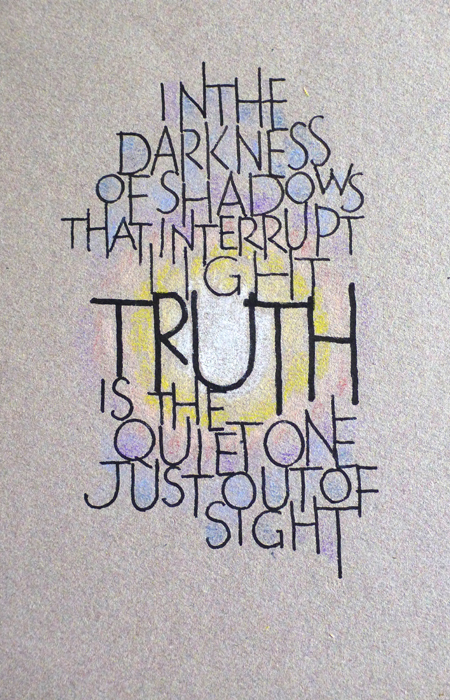 IN THE
DARKNESS
OF SHADOWS
THAT INTERRUPT
LIGHT
TRUTH
IS THE
QUIET ONE
JUST OUT OF
SIGHT